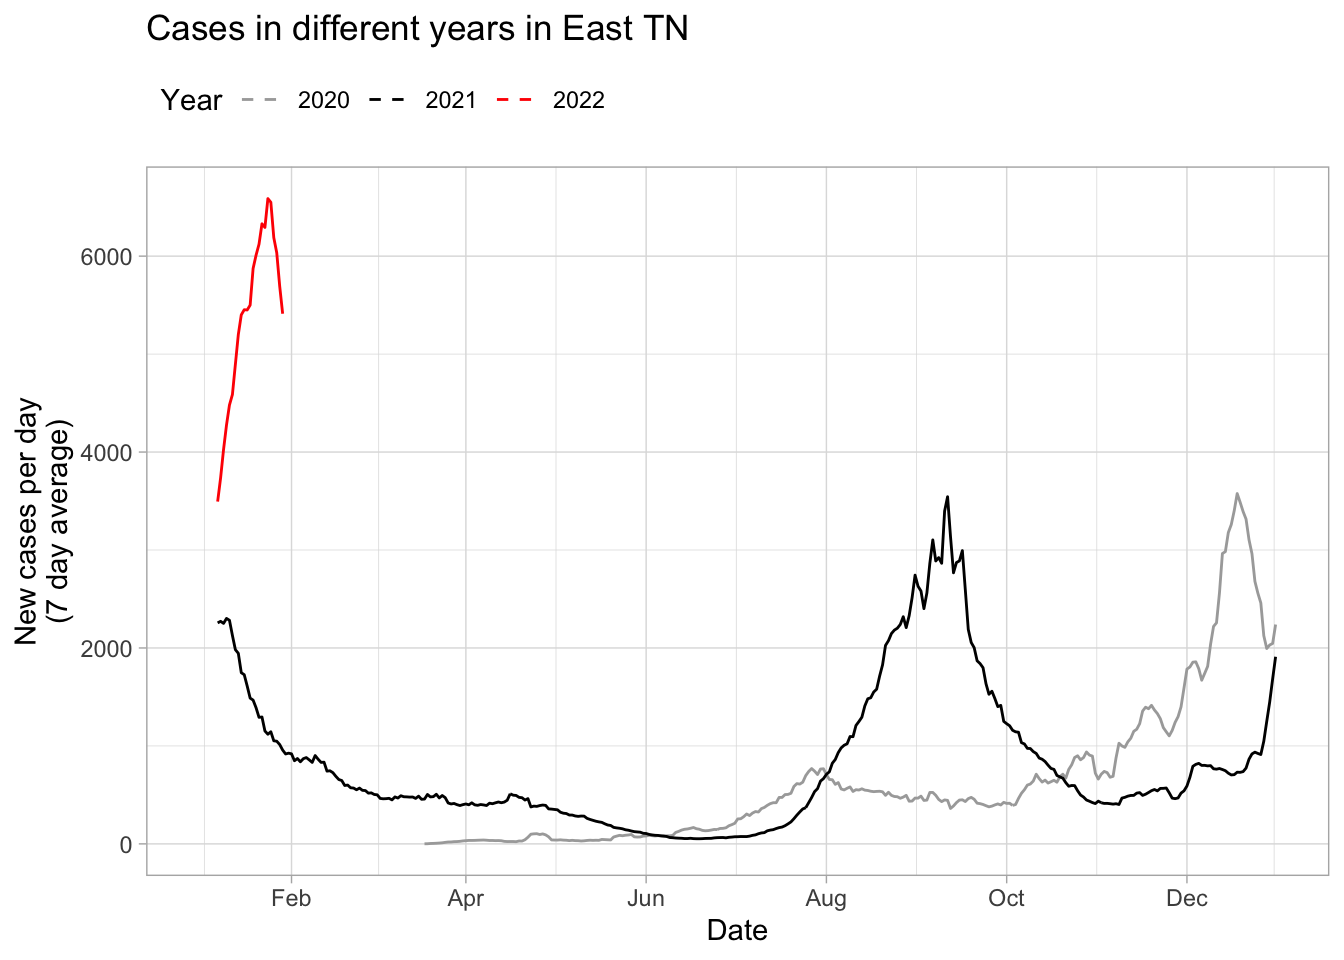 Cases in different years in East TN
Year 2020 2021 2022
6000
4000
2000
0
New cases per day
(7 day average)
Feb Apr Jun Aug Oct Dec
Date